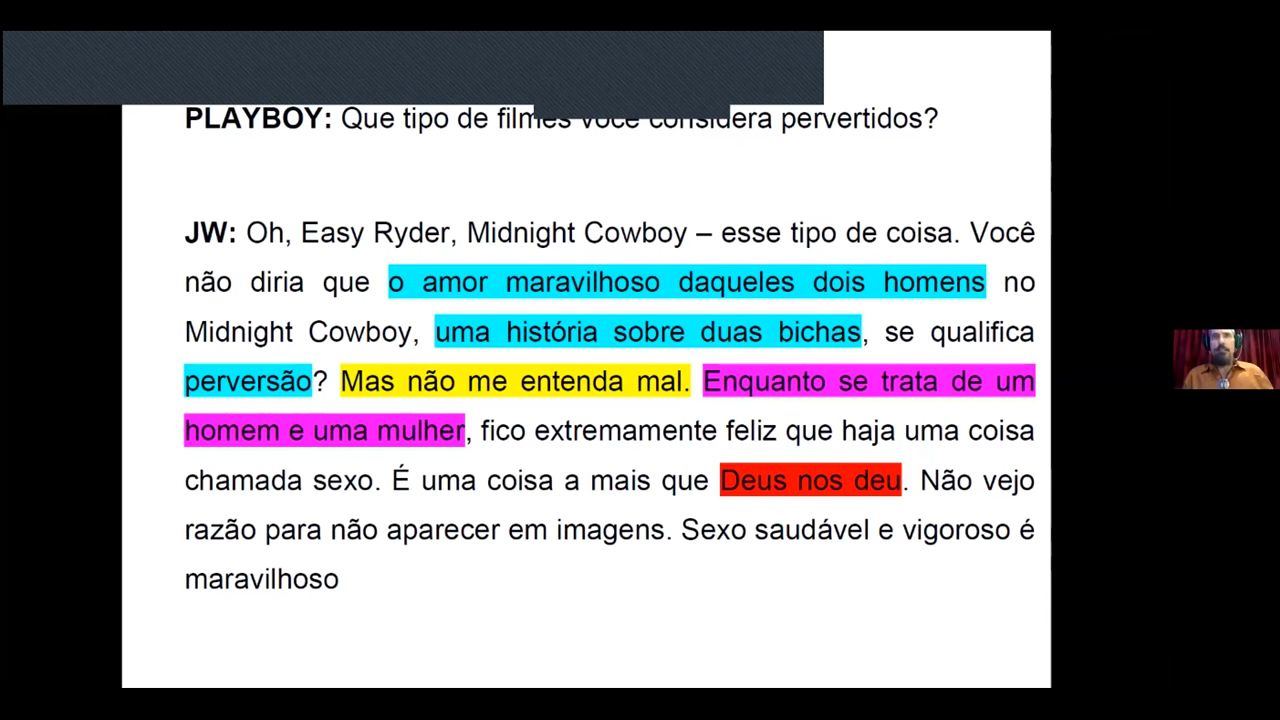 PLAYBOY: Que tipo de filmes você considera pervertidos?
JW: Oh, Easy Ryder, Midnight Cowboy – esse tipo de coisa. Você
não diria que o amor maravilhoso daqueles dois homens no
Midnight Cowboy, uma história sobre duas bichas, se qualifica
perversão? Mas não me entenda mal. Enquanto se trata de um
homem e uma mulher, fico extremamente feliz que haja uma coisa
chamada sexo. É uma coisa a mais que Deus nos deu. Não vejo
razão para não aparecer em imagens. Sexo saudável e vigoroso é
maravilhoso